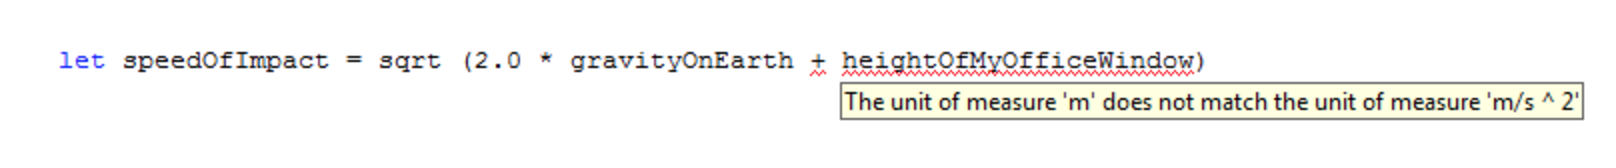 let speedOfImpact = sqrt (2.0 * gravityOnEarth + heightOfMyOfficeWindow)
The unit of measure 'm' does not match the unit of measure 'm/s ^ 2'